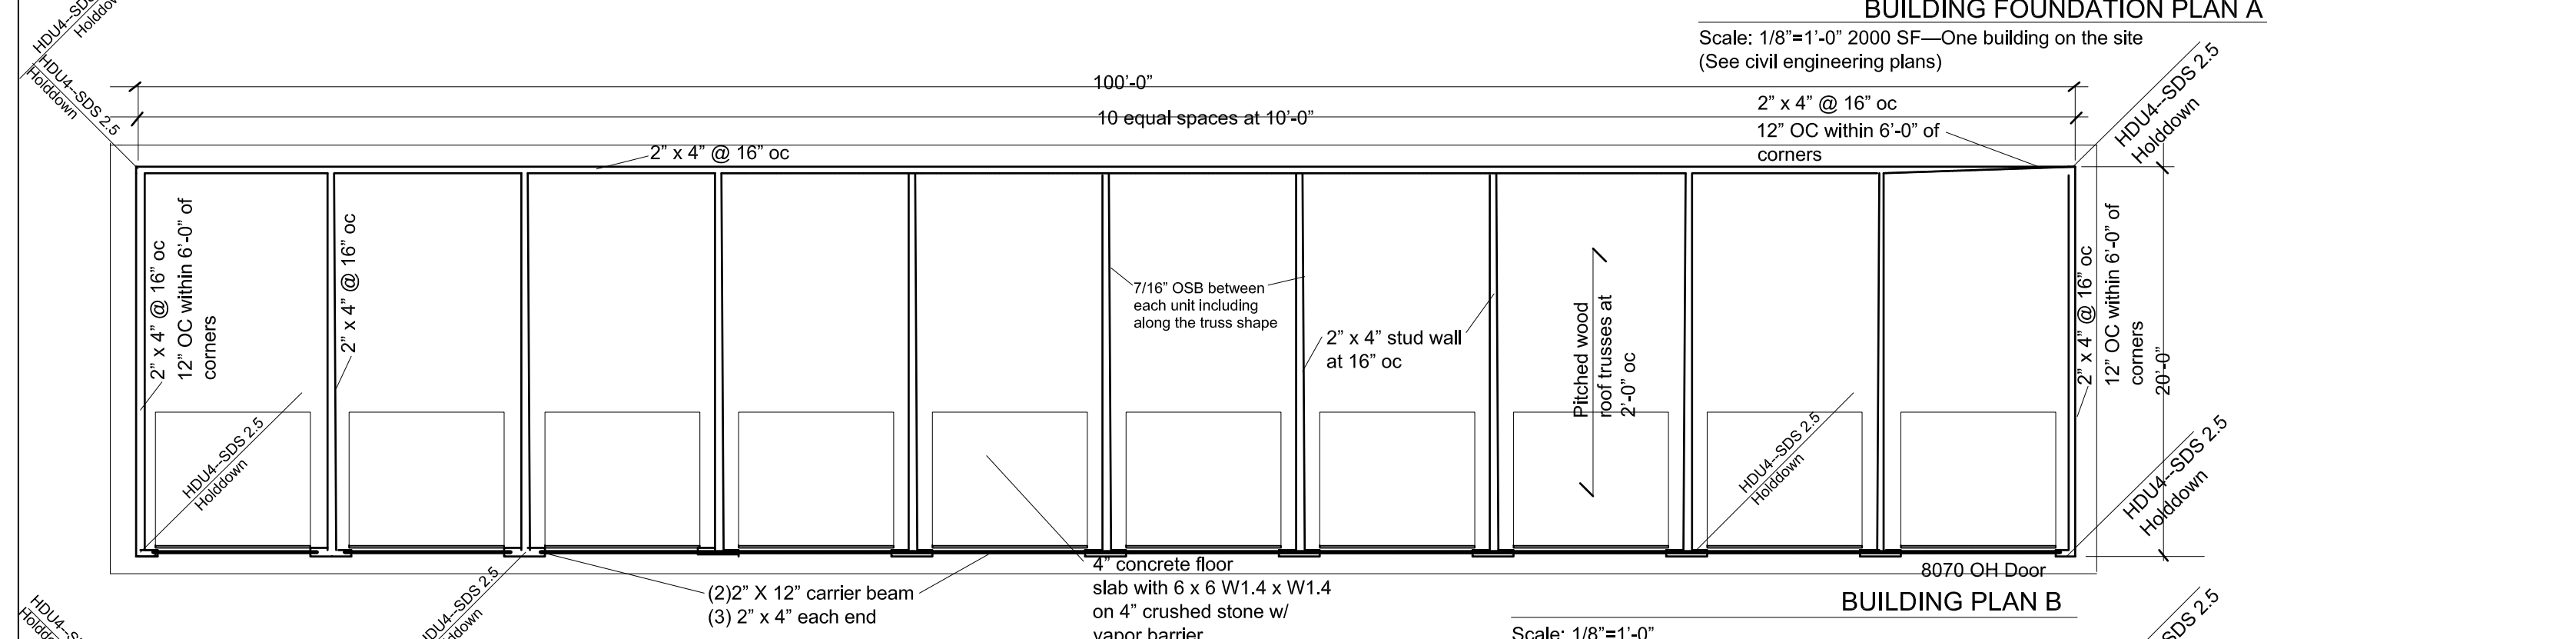 BUILDING FOUNDATION PLAN A
Scale: 1/8”=1’-0” 2000 SF—One building on the site
(See civil engineering plans)
HDU4--SDS 2.5
Holddown
100’-0”
10 equal spaces at 10’-0”
2” x 4” @ 16” oc
2” x 4” @ 16” oc
12” OC within 6’-0” of
corners
HDU4--SDS 2.5
Holddown
2” x 4” @ 16” oc
12” OC within 6’-0” of
corners
2” x 4” @ 16” oc
7/16” OSB between
each unit including
along the truss shape
2” x 4” stud wall
at 16” oc
Pitched wood
roof trusses at
2’-0” oc
2” x 4” @ 16” oc
12” OC within 6’-0” of
corners
20’-0”
HDU4--SDS 2.5
Holddown
HDU4--SDS 2.5
Holddown
HDU4--SDS 2.5
Holddown
(2)2” X 12” carrier beam
(3) 2” x 4” each end
4” concrete floor
slab with 6 x 6 W1.4 x W1.4
on 4” crushed stone w/
vapor barrier
8070 OH Door
BUILDING PLAN B
Scale: 1/8”=1’-0”
HDU4--SDS 2.5